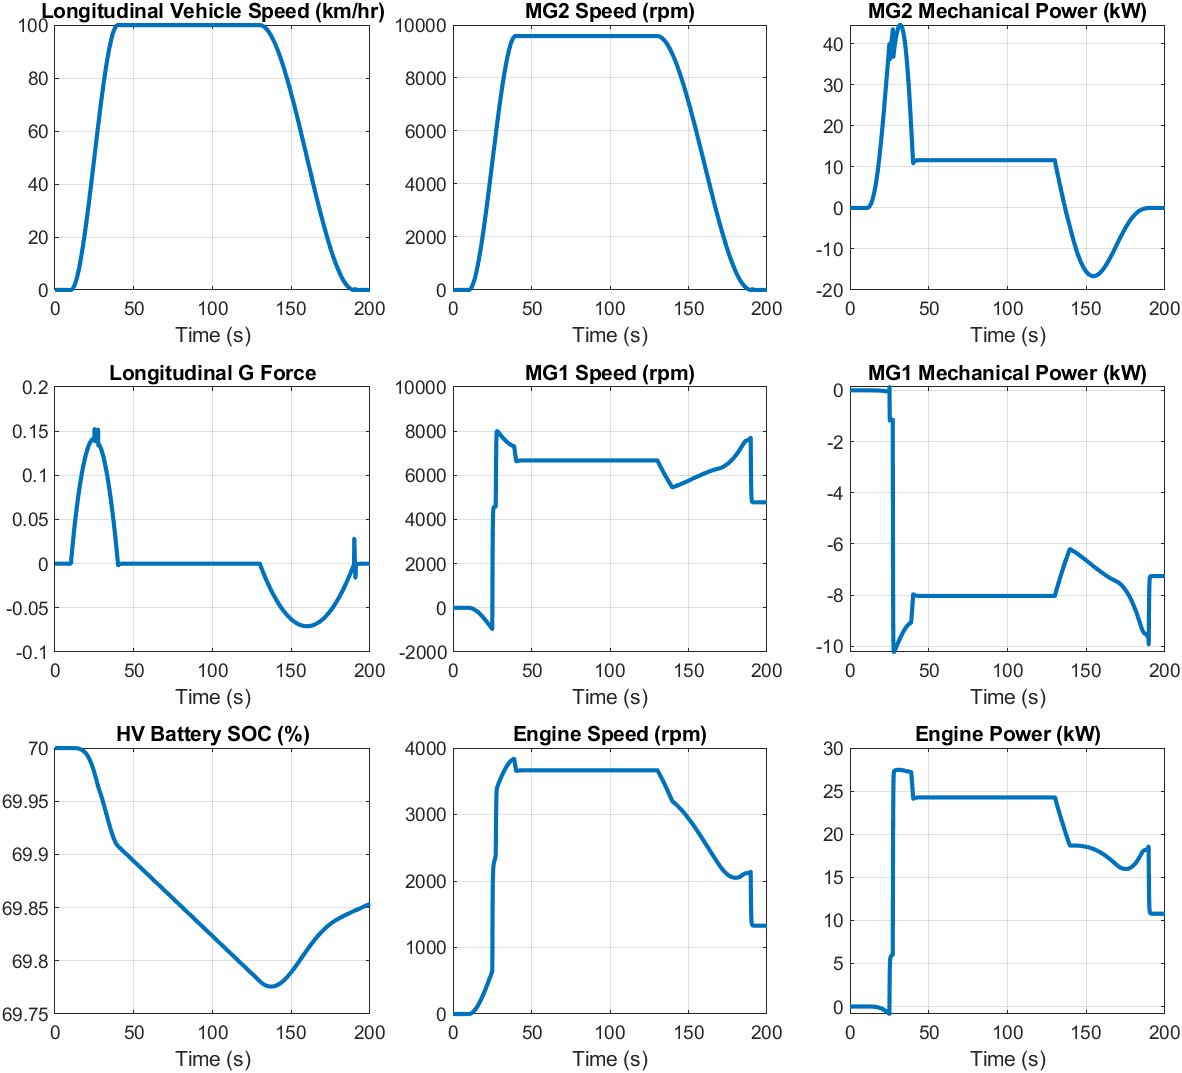 Longitudinal Vehicle Speed (km/hr)
100
80
60
40
20
0
0 50 100 150 200
Time (s)
MG2 Speed (rpm)
10000
8000
6000
4000
2000
0
0 50 100 150 200
Time (s)
MG2 Mechanical Power (kW)
40
30
20
10
0
-10
-20
0 50 100 150 200
Time (s)
Longitudinal G Force
0.2
0.15
0.1
0.05
0
-0.05
-0.1
0 50 100 150 200
Time (s)
MG1 Speed (rpm)
10000
8000
6000
4000
2000
0
-2000
0 50 100 150 200
Time (s)
MG1 Mechanical Power (kW)
0
-2
-4
-6
-8
-10
0 50 100 150 200
Time (s)
HV Battery SOC (%)
70
69.95
69.9
69.85
69.8
69.75
0 50 100 150 200
Time (s)
Engine Speed (rpm)
4000
3000
2000
1000
0
0 50 100 150 200
Time (s)
Engine Power (kW)
30
25
20
15
10
5
0
0 50 100 150 200
Time (s)